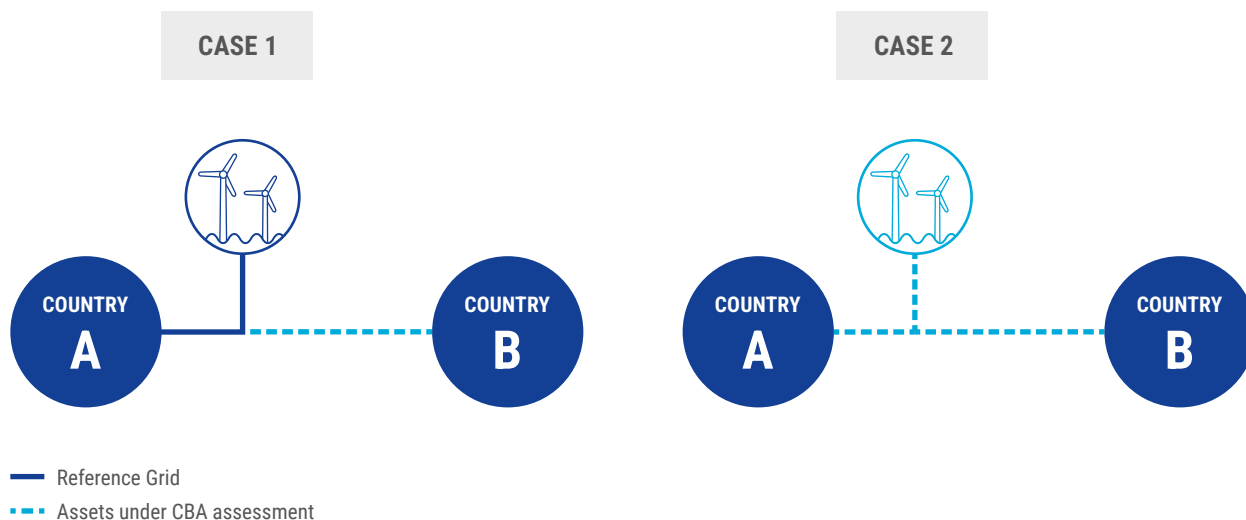 CASE 1
CASE 2
COUNTRY
A
COUNTRY
B
COUNTRY
A
COUNTRY
B
Reference Grid
Assets under CBA assessment